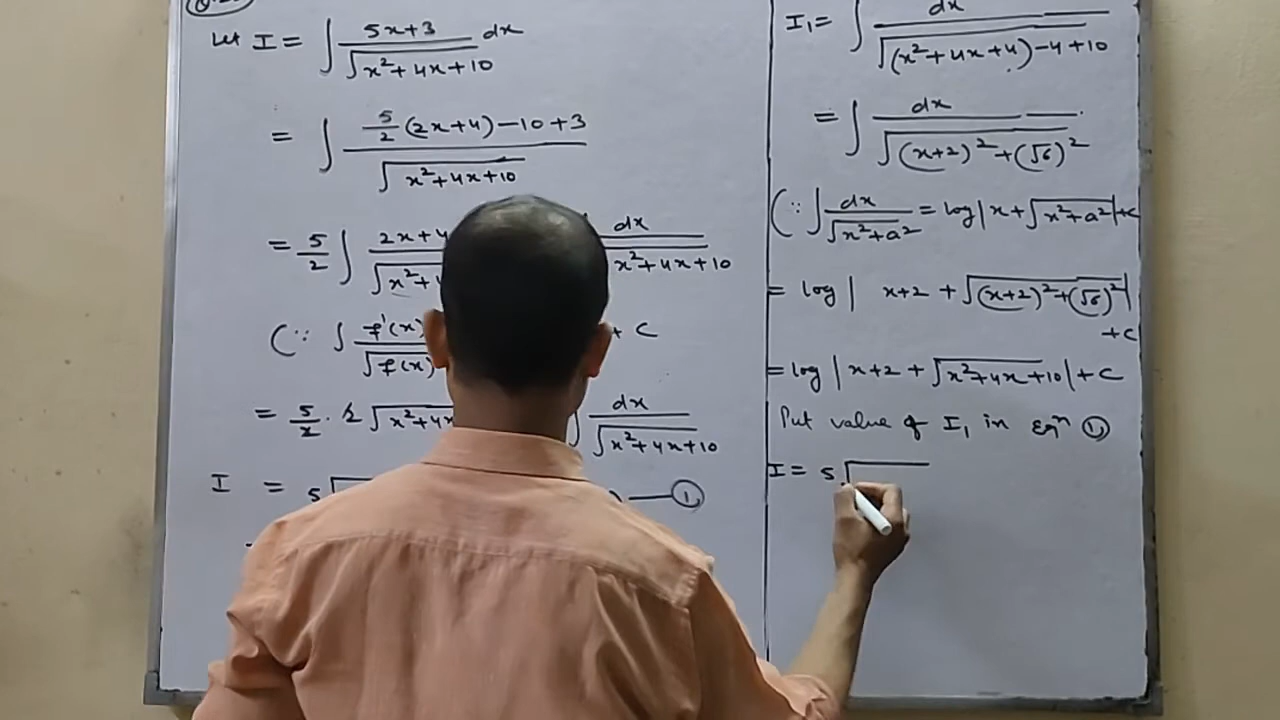 Let I = ∫ 5x+3 / √x²+4x+10 dx
= ∫ 5/2 (2x+4) -10+3 / √x²+4x+10
= 5/2 ∫ 2x+4 / √x²+ dx / x²+4x+10
(∵ ∫ f'(x) / √f(x) + C
= 5/2 · 2 √x²+4x ∫ dx / √x²+4x+10
I = 5√ — ①
I₁ = ∫ dx / √(x²+4x+4)-4+10
= ∫ dx / √(x+2)²+(√6)²
(∵ ∫ dx / √x²+a² = log|x+√x²+a²|+c
= log | x+2 + √(x+2)²+(√6)² |
+c
= log | x+2 + √x²+4x+10 | + c
Put value of I₁ in Eqⁿ ①
I = 5√